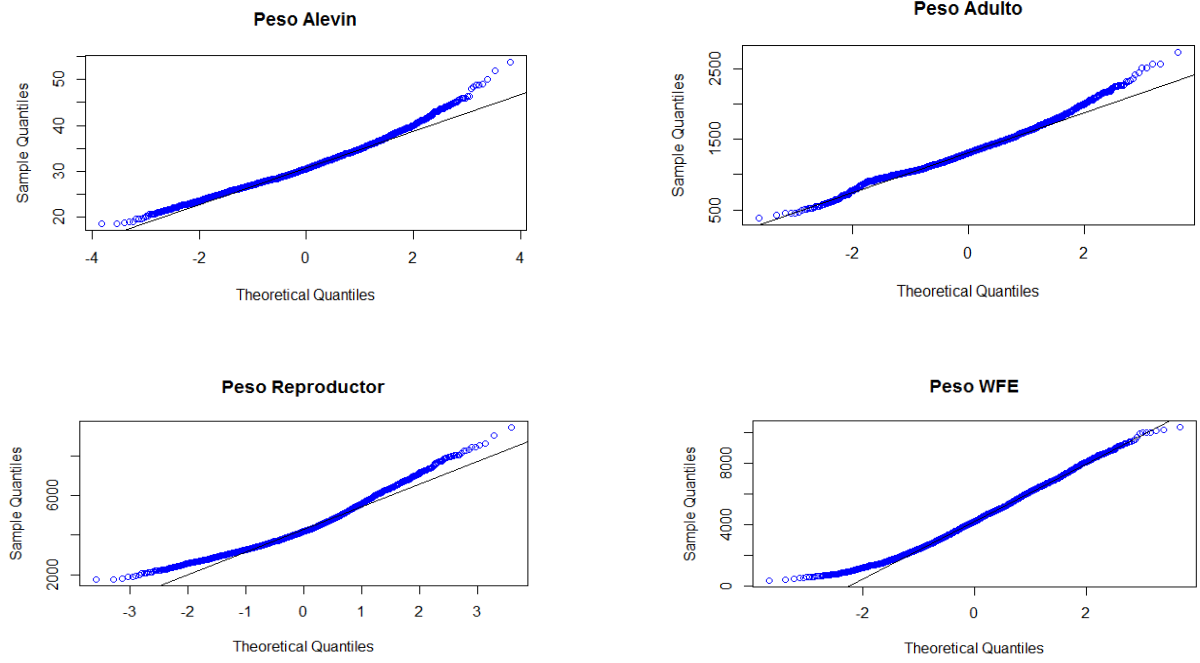 Peso Alevin
Sample Quantiles
50
40
30
20
-4 -2 0 2 4
Theoretical Quantiles
Peso Adulto
Sample Quantiles
2500
1500
500
-2 0 2
Theoretical Quantiles
Peso Reproductor
Sample Quantiles
6000
2000
-3 -2 -1 0 1 2 3
Theoretical Quantiles
Peso WFE
Sample Quantiles
8000
4000
0
-2 0 2
Theoretical Quantiles